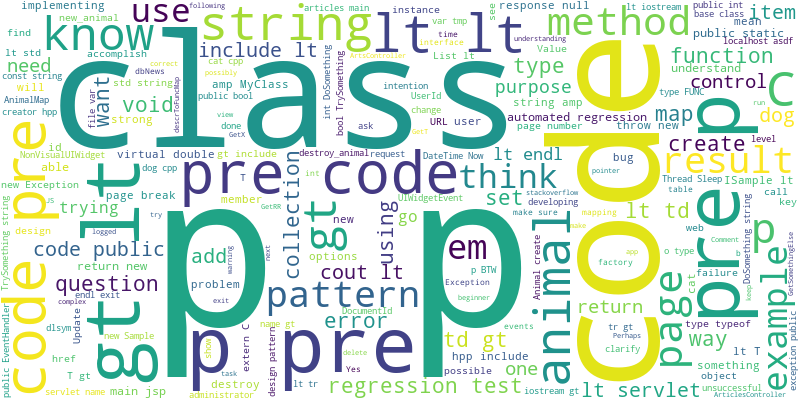 implementing
new_animal
use
articles main
instance
response null
see
following
public int
base class
lt iostream
item
mean
find
know
string
lt lt
var tmp
time
interface
method
Value
public static
localhost asdf
lt std
accomplish
include lt
cat cpp
possibly
understanding
function
const string
need
will
want
file var
ArtsController
List lt
type
understand
C
class
correct
dbNews
int DoSomething
bool TrySomething
intention
UserId
change
AnimalMap
void
std string
amp MyClass
public bool
descrToFuncMap
view
purpose
string amp
control
type FUNC
run
creator hpp
strong
done
GetX
ask
URL
user
GetT
automated regression
map
dog
id
NonVisualUIWidget
virtual double
gt include
destroy_animal
request
DateTime Now
lt endl
page number
throw new
create
level
able
pre code
think
bug
result
new Exception
us
dog cpp
T
int
pointer
Thread Sleep
ISample lt
page break
member
GetRR
UIWidgetEvent
set
stackoverflow
developing
table
call
key
trying
design
try
collection
gt
new
using
go
make sure
mapping
make
lt td
web
p
code public
logged
add
options
em
o type
Comment
b
DoSomething string
question
return new
problem
warning
next
cout lt
p BTW
Animal create
factory
app
failure
cat
keep
GetSomethingElse
example
TrySomething string
endl exit
complex
exit
pattern
Exception
return
page
way
code pre
lt
gt
p
p
code
pre
p
Update
dlsym
new Sample
extern C
name gt
DocumentId
error
beginner
td gt
animal
tr gt
Perhaps
type typeof
lt T
public EventHandler
href
show
design pattern
p pre
events
hpp include
clarify
something
exception public
T gt
task
delete
Yes
possible
one
object
servlet name
main jsp
destroy
administrator
lt tr
regression test
iostream gt
lt servlet
unsuccessful
ArticlesController